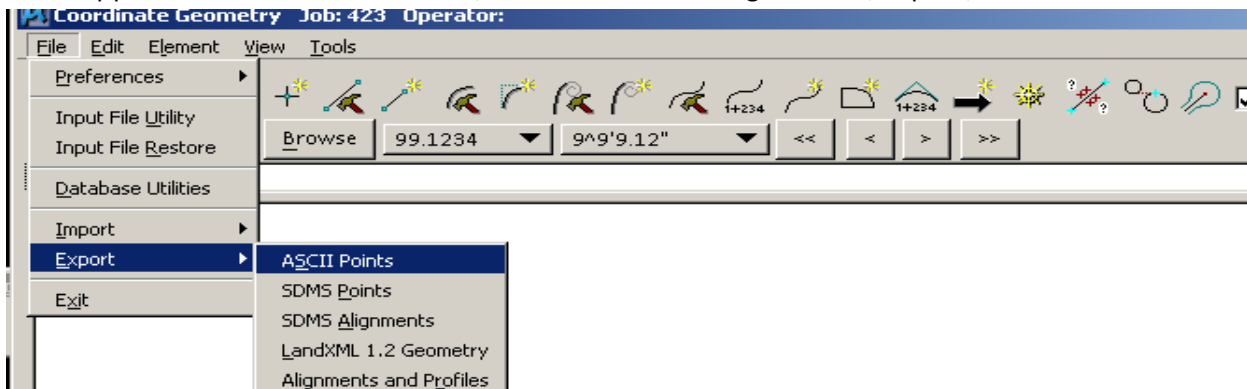 Coordinate Geometry Job: 423 Operator:
File Edit Element View Tools
Preferences
Input File Utility
Input File Restore
Database Utilities
Import
Export
Exit
1+234 1+234
Browse 99.1234 9^9'9.12" << < > >>
ASCII Points
SDMS Points
SDMS Alignments
LandXML 1.2 Geometry
Alignments and Profiles